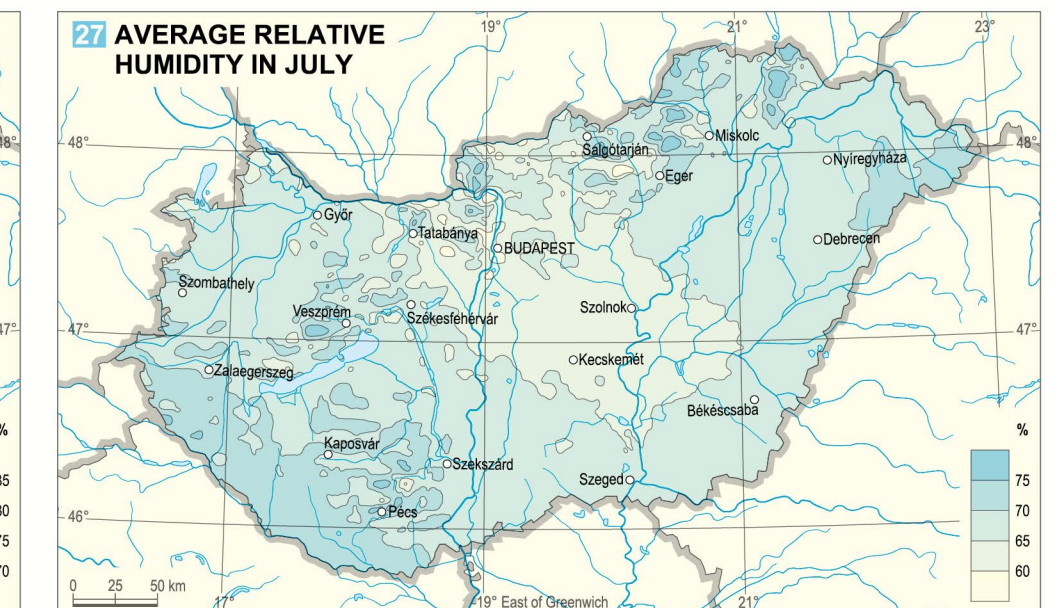 27 AVERAGE RELATIVE
HUMIDITY IN JULY
19°
21°
23°
48°
48°
Salgótarján
Miskolc
Nyíregyháza
Eger
Győr
Tatabánya
BUDAPEST
Debrecen
Szombathely
Veszprém
Székesfehérvár
Szolnok
47°
47°
Zalaegerszeg
Kecskemét
Békéscsaba
%
%
Kaposvár
Szekszárd
Szeged
75
70
65
60
Pécs
46°
0 25 50 km
17°
19° East of Greenwich
21°